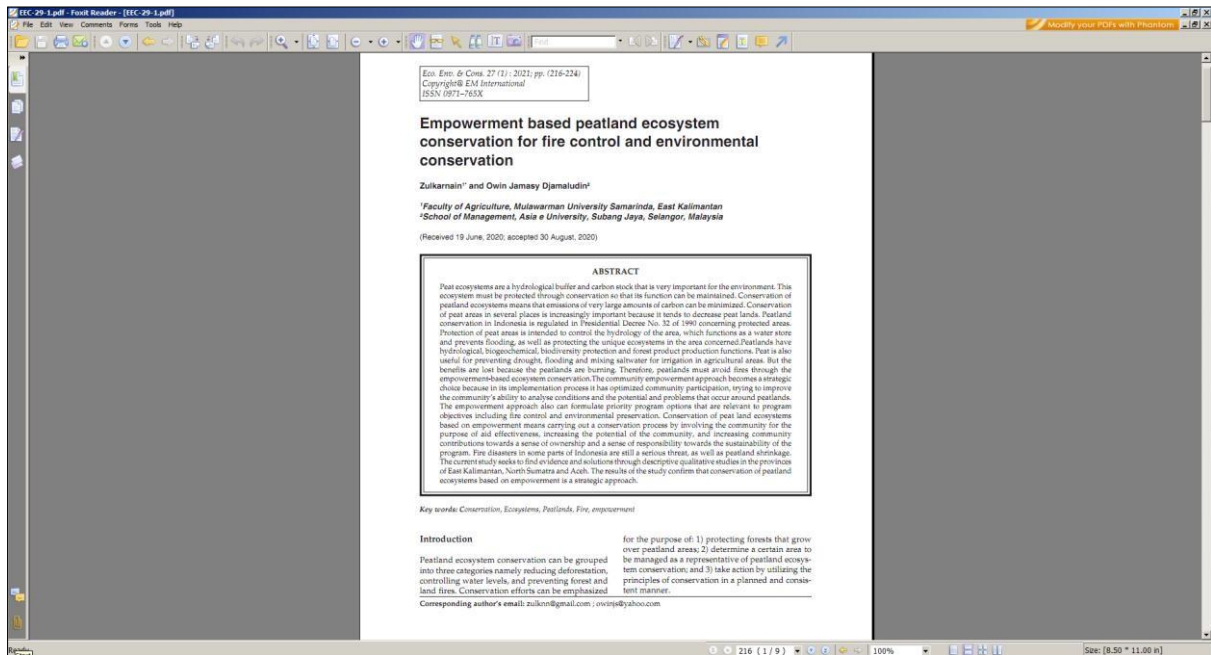 EEC-29-1.pdf - Foxit Reader - [EEC-29-1.pdf]
File Edit View Comments Forms Tools Help
Modify your PDFs with Phantom
Find
Eco. Env. & Cons. 27 (1) : 2021; pp. (216-224)
Copyright@ EM International
ISSN 0971–765X
Empowerment based peatland ecosystem
conservation for fire control and environmental
conservation
Zulkarnain¹* and Owin Jamasy Djamaludin²
¹Faculty of Agriculture, Mulawarman University Samarinda, East Kalimantan
²School of Management, Asia e University, Subang Jaya, Selangor, Malaysia
(Received 19 June, 2020; accepted 30 August, 2020)
ABSTRACT
Peat ecosystems are a hydrological buffer and carbon stock that is very important for the environment. This
ecosystem must be protected through conservation so that its function can be maintained. Conservation of
peatland ecosystems means that emissions of very large amounts of carbon can be minimized. Conservation
of peat areas in several places is increasingly important because it tends to decrease peat lands. Peatland
conservation in Indonesia is regulated in Presidential Decree No. 32 of 1990 concerning protected areas.
Protection of peat areas is intended to control the hydrology of the area, which functions as a water store
and prevents flooding, as well as protecting the unique ecosystems in the area concerned.Peatlands have
hydrological, biogeochemical, biodiversity protection and forest product production functions. Peat is also
useful for preventing drought, flooding and mixing saltwater for irrigation in agricultural areas. But the
benefits are lost because the peatlands are burning. Therefore, peatlands must avoid fires through the
empowerment-based ecosystem conservation.The community empowerment approach becomes a strategic
choice because in its implementation process it has optimized community participation, trying to improve
the community's ability to analyse conditions and the potential and problems that occur around peatlands.
The empowerment approach also can formulate priority program options that are relevant to program
objectives including fire control and environmental preservation. Conservation of peat land ecosystems
based on empowerment means carrying out a conservation process by involving the community for the
purpose of aid effectiveness, increasing the potential of the community, and increasing community
contributions towards a sense of ownership and a sense of responsibility towards the sustainability of the
program. Fire disasters in some parts of Indonesia are still a serious threat, as well as peatland shrinkage.
The current study seeks to find evidence and solutions through descriptive qualitative studies in the provinces
of East Kalimantan, North Sumatra and Aceh. The results of the study confirm that conservation of peatland
ecosystems based on empowerment is a strategic approach.
Key words: Conservation, Ecosystems, Peatlands, Fire, empowerment
Introduction
Peatland ecosystem conservation can be grouped
into three categories namely reducing deforestation,
controlling water levels, and preventing forest and
land fires. Conservation efforts can be emphasized
for the purpose of: 1) protecting forests that grow
over peatland areas; 2) determine a certain area to
be managed as a representative of peatland ecosys-
tem conservation; and 3) take action by utilizing the
principles of conservation in a planned and consis-
tent manner.
Corresponding author's email: zulknn@gmail.com ; owinjs@yahoo.com
216 (1 / 9)
100%
Size: [8.50 * 11.00 in]